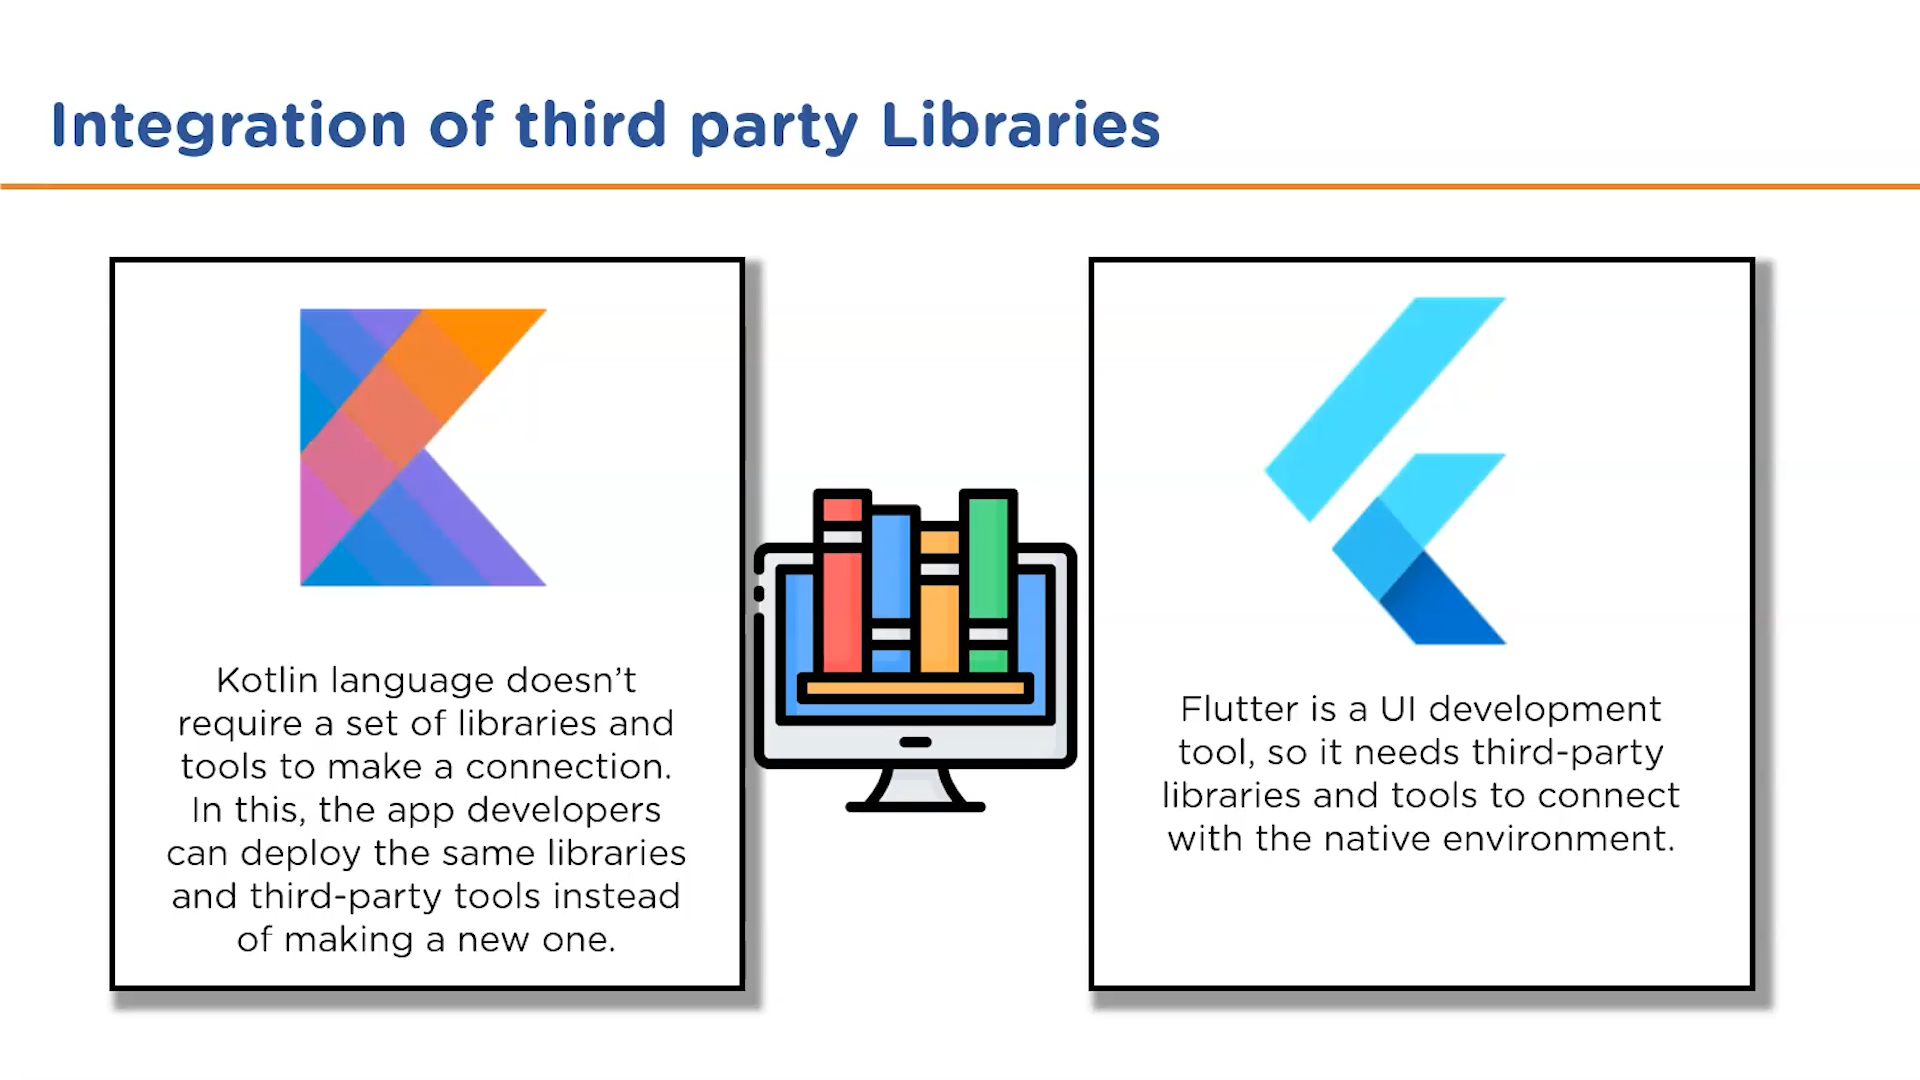 Integration of third party Libraries
Kotlin language doesn’t
require a set of libraries and
tools to make a connection.
In this, the app developers
can deploy the same libraries
and third-party tools instead
of making a new one.
Flutter is a UI development
tool, so it needs third-party
libraries and tools to connect
with the native environment.